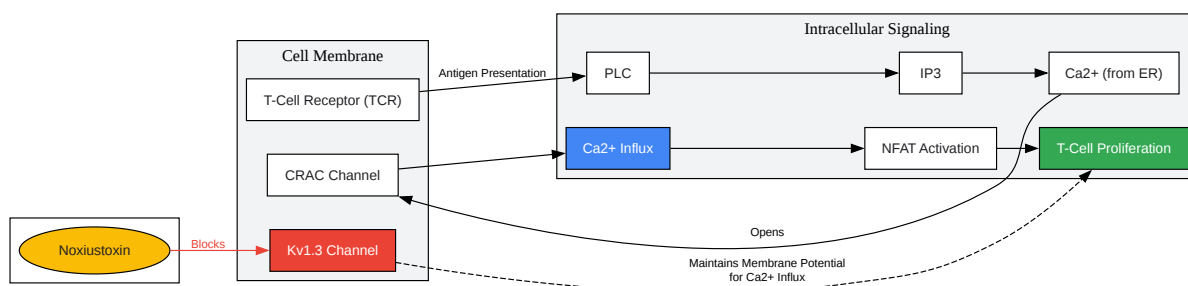 Intracellular Signaling
Cell Membrane
Antigen Presentation
PLC
IP3
Ca2+ (from ER)
T-Cell Receptor (TCR)
Ca2+ Influx
NFAT Activation
T-Cell Proliferation
CRAC Channel
Opens
Noxiustoxin
Blocks
Kv1.3 Channel
Maintains Membrane Potential
for Ca2+ Influx